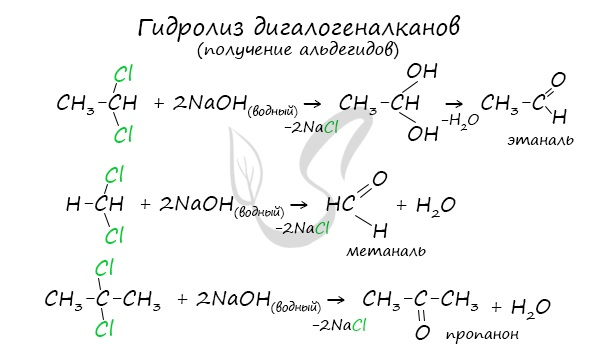 Гидролиз дигалогеналканов
(получение альдегидов)
Cl
CH₃-CH + 2NaOH(водный) → CH₃-CH → CH₃-C
Cl
-2NaCl
OH
OH
-H₂O
O
H
этаналь
Cl
H-CH + 2NaOH(водный) → HC + H₂O
Cl
-2NaCl
O
H
метаналь
Cl
CH₃-C-CH₃ + 2NaOH(водный) → CH₃-C-CH₃ + H₂O
Cl
-2NaCl
O
пропанон